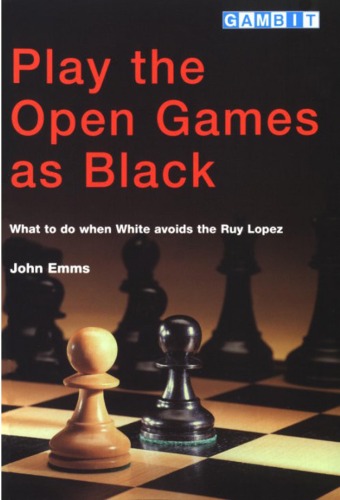 GAMBIT
Play the
Open Games
as Black
What to do when White avoids the Ruy Lopez
John Emms